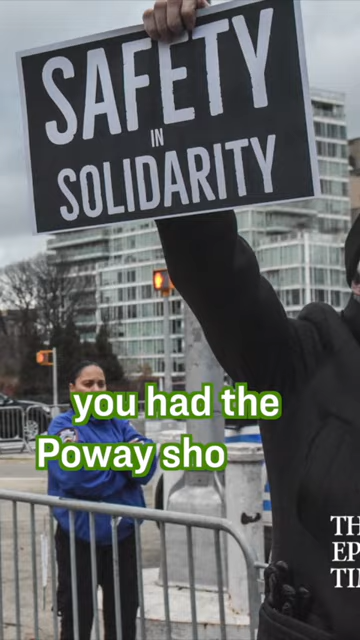 SAFETY
IN
SOLIDARITY
you had the
Poway sho
TH
EP
TI